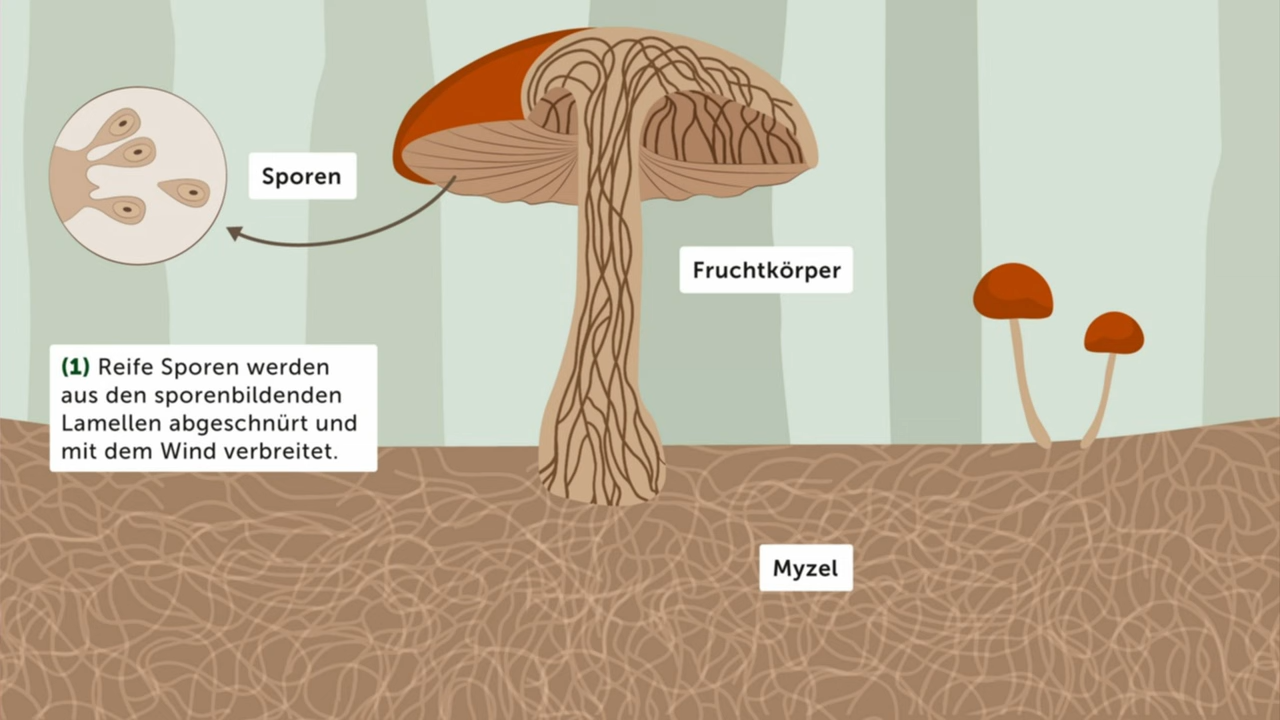 Sporen
Fruchtkörper
(1) Reife Sporen werden
aus den sporenbildenden
Lamellen abgeschnürt und
mit dem Wind verbreitet.
Myzel